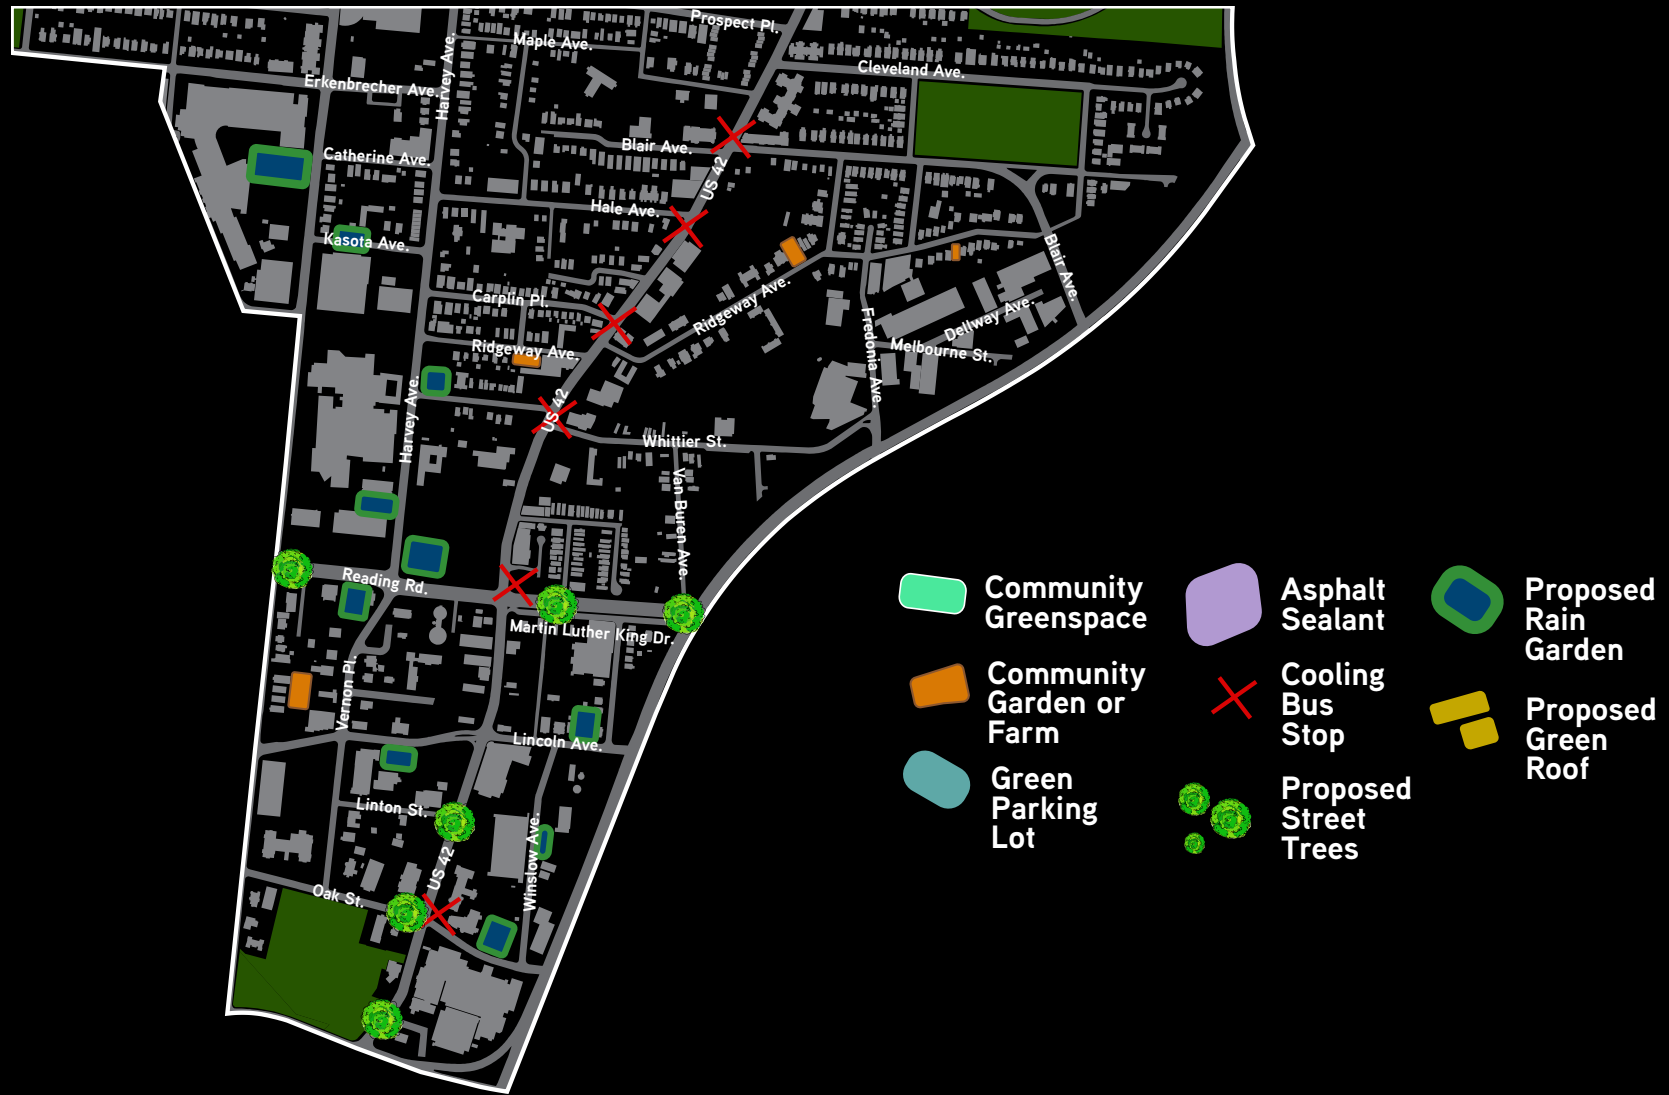 Prospect Pl.
Maple Ave.
Harvey Ave.
Cleveland Ave.
Erkenbrecher Ave.
Blair Ave.
Catherine Ave.
US 42
Hale Ave.
Kasota Ave.
Blair Ave.
Carplin Pl.
Ridgeway Ave.
Dellway Ave.
Fredonia Ave.
Melbourne St.
Ridgeway Ave.
Harvey Ave.
US 42
Whittier St.
Van Buren Ave.
Reading Rd.
Martin Luther King Dr.
Vernon Pl.
Lincoln Ave.
Linton St.
US 42
Winslow Ave.
Oak St.
Community
Greenspace
Asphalt
Sealant
Proposed
Rain
Garden
Community
Garden or
Farm
Cooling
Bus
Stop
Proposed
Green
Roof
Green
Parking
Lot
Proposed
Street
Trees